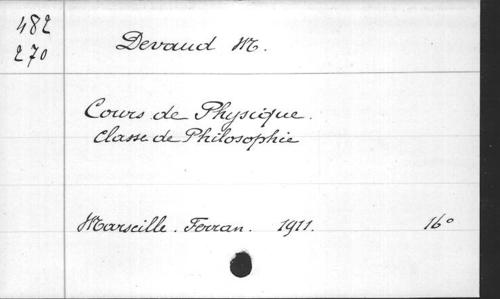 482
270
Devaud M.
Cours de Physique.
Classe de Philosophie
Marseille. Ferran. 1911. 16°